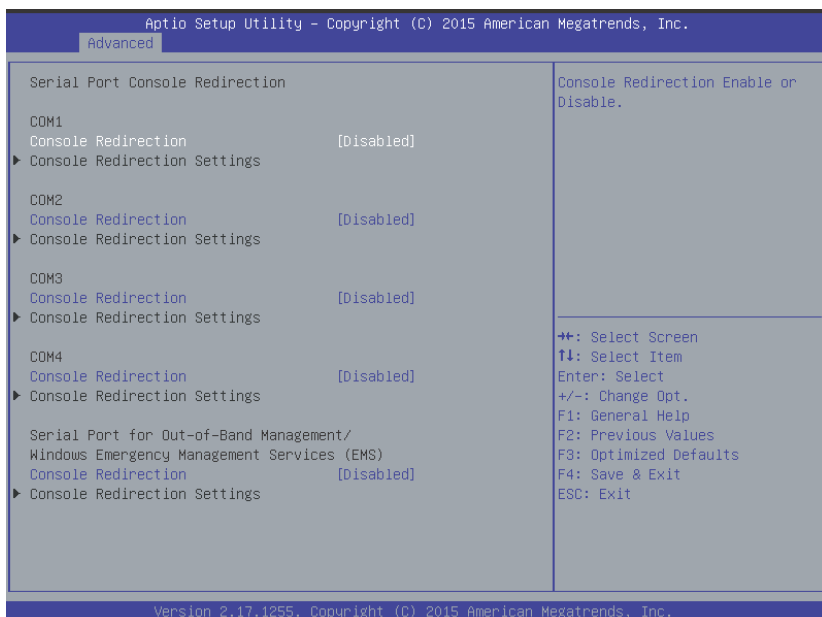 Aptio Setup Utility – Copyright (C) 2015 American Megatrends, Inc.
Advanced
Serial Port Console Redirection
COM1
Console Redirection [Disabled]
▶ Console Redirection Settings
COM2
Console Redirection [Disabled]
▶ Console Redirection Settings
COM3
Console Redirection [Disabled]
▶ Console Redirection Settings
COM4
Console Redirection [Disabled]
▶ Console Redirection Settings
Serial Port for Out-of-Band Management/
Windows Emergency Management Services (EMS)
Console Redirection [Disabled]
▶ Console Redirection Settings
Console Redirection Enable or
Disable.
→←: Select Screen
↑↓: Select Item
Enter: Select
+/-: Change Opt.
F1: General Help
F2: Previous Values
F3: Optimized Defaults
F4: Save & Exit
ESC: Exit
Version 2.17.1255. Copyright (C) 2015 American Megatrends, Inc.